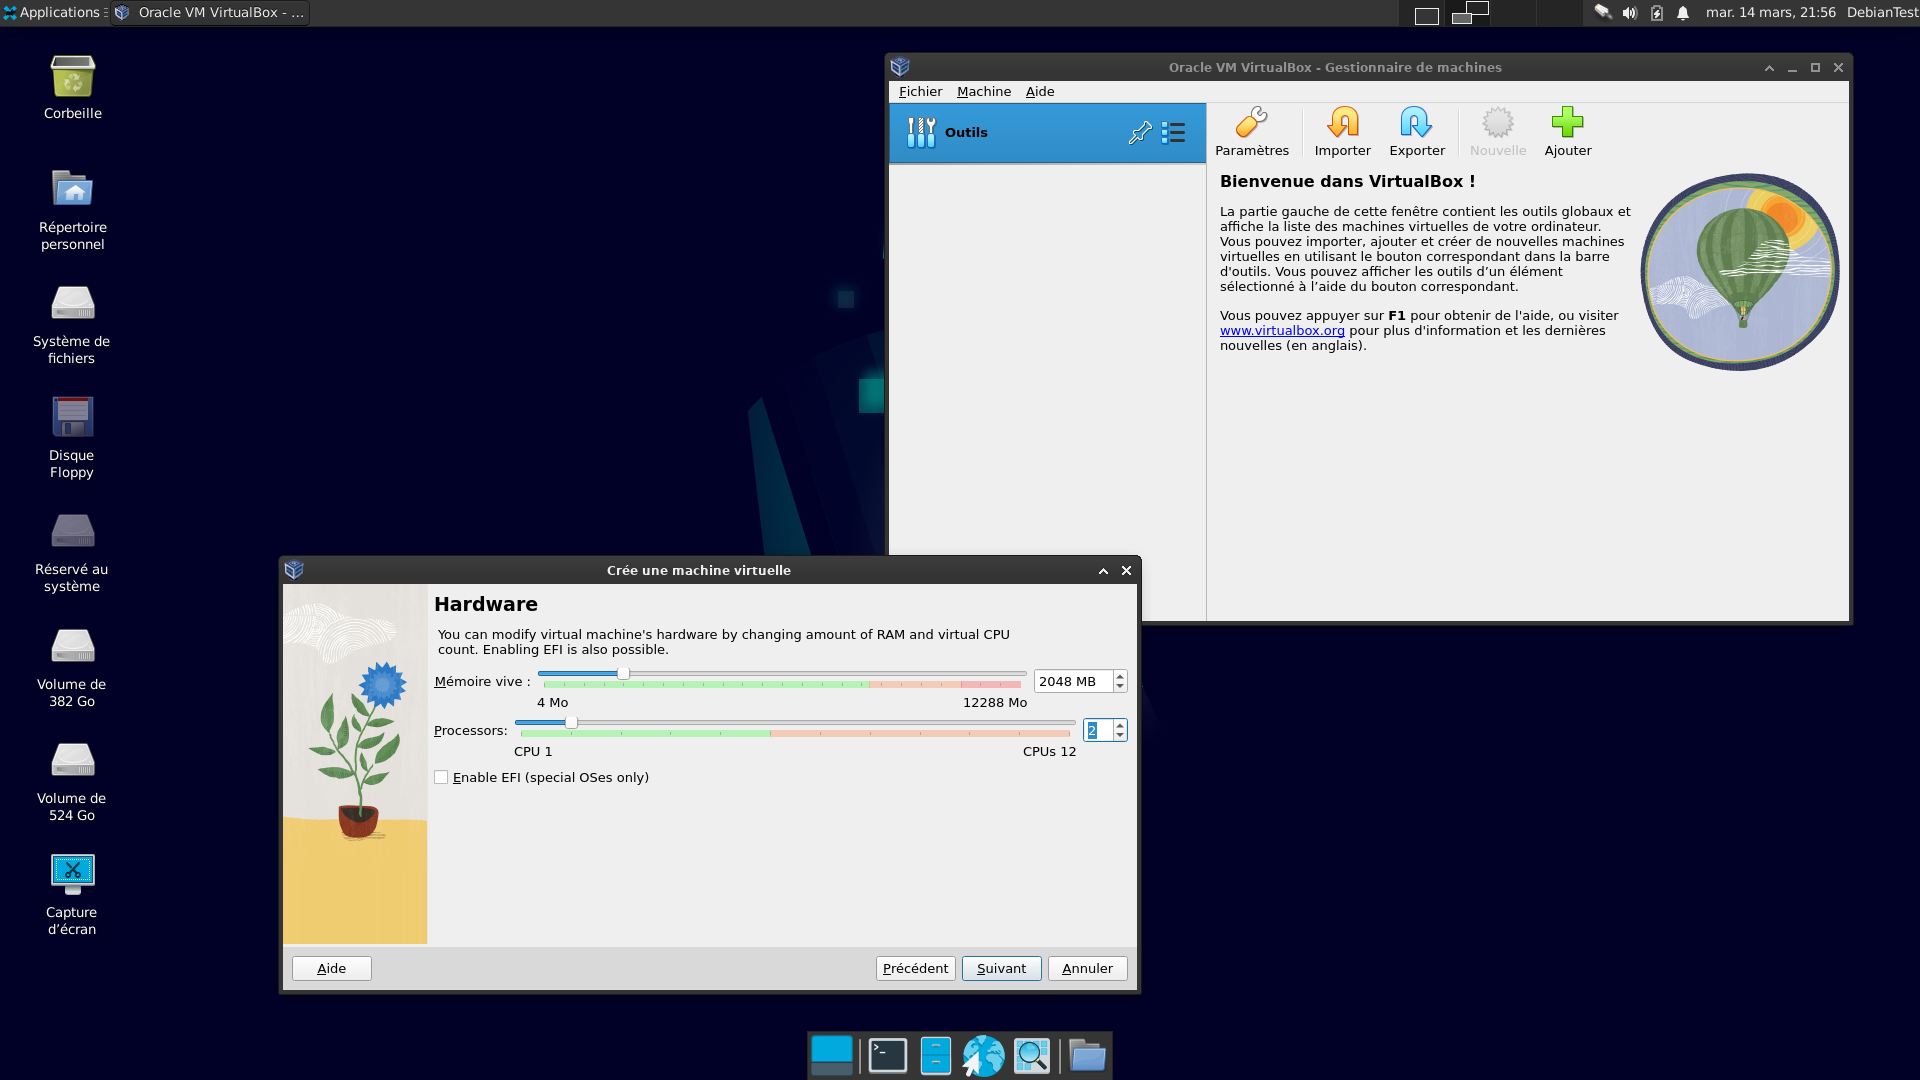 Applications
Oracle VM VirtualBox - ...
mar. 14 mars, 21:56
DebianTest
Corbeille
Répertoire
personnel
Système de
fichiers
Disque
Floppy
Réservé au
système
Volume de
382 Go
Volume de
524 Go
Capture
d’écran
Oracle VM VirtualBox - Gestionnaire de machines
Fichier Machine Aide
Outils
Paramètres Importer Exporter Nouvelle Ajouter
Bienvenue dans VirtualBox !
La partie gauche de cette fenêtre contient les outils globaux et
affiche la liste des machines virtuelles de votre ordinateur.
Vous pouvez importer, ajouter et créer de nouvelles machines
virtuelles en utilisant le bouton correspondant dans la barre
d'outils. Vous pouvez afficher les outils d’un élément
sélectionné à l’aide du bouton correspondant.
Vous pouvez appuyer sur F1 pour obtenir de l'aide, ou visiter
www.virtualbox.org pour plus d'information et les dernières
nouvelles (en anglais).
Crée une machine virtuelle
Hardware
You can modify virtual machine's hardware by changing amount of RAM and virtual CPU
count. Enabling EFI is also possible.
Mémoire vive : 2048 MB
4 Mo 12288 Mo
Processors: 2
CPU 1 CPUs 12
Enable EFI (special OSes only)
Aide Précédent Suivant Annuler